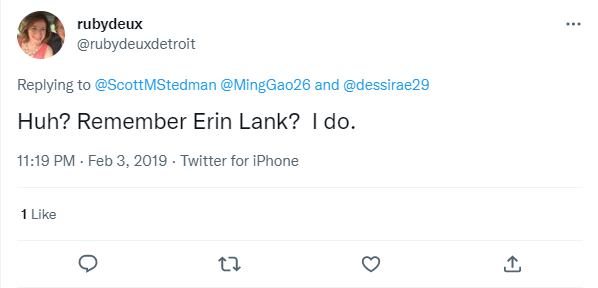 rubydeux
@rubydeuxdetroit
Replying to @ScottMStedman @MingGao26 and @dessirae29
Huh? Remember Erin Lank?  I do.
11:19 PM · Feb 3, 2019 · Twitter for iPhone
1 Like